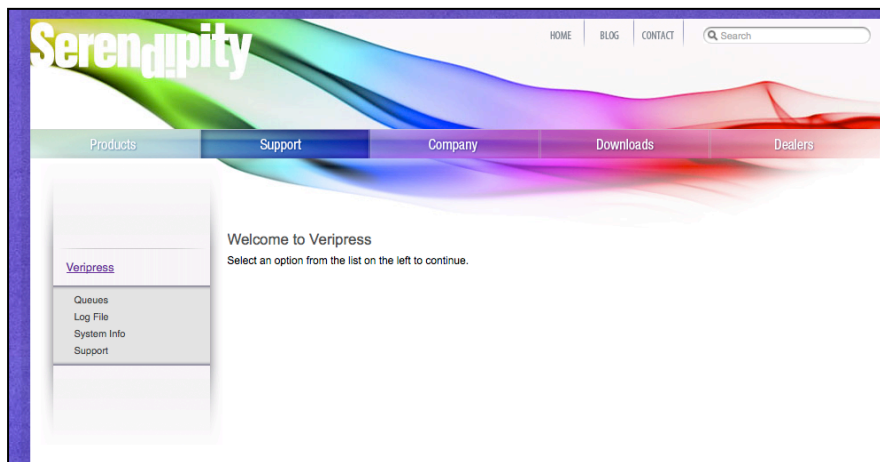 Serendipity
HOME BLOG CONTACT Search
Products Support Company Downloads Dealers
Welcome to Veripress
Select an option from the list on the left to continue.
Veripress
Queues
Log File
System Info
Support